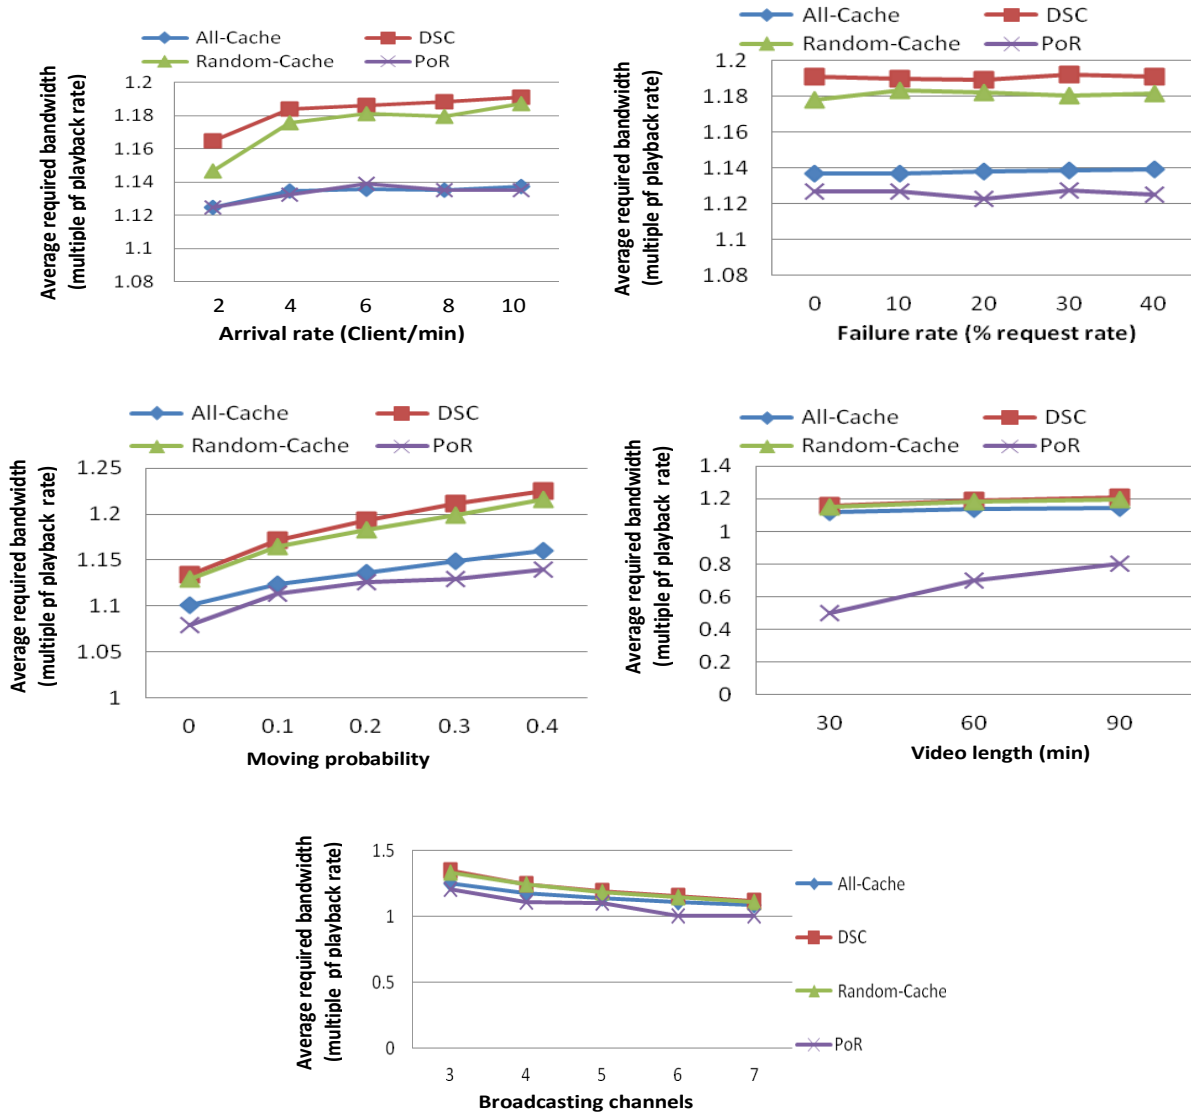 All-Cache
DSC
Random-Cache
PoR
Average required bandwidth
(multiple pf playback rate)
1.2
1.18
1.16
1.14
1.12
1.1
1.08
2 4 6 8 10
Arrival rate (Client/min)
All-Cache
DSC
Random-Cache
PoR
Average required bandwidth
(multiple pf playback rate)
1.2
1.18
1.16
1.14
1.12
1.1
1.08
0 10 20 30 40
Failure rate (% request rate)
All-Cache
DSC
Random-Cache
PoR
Average required bandwidth
(multiple pf playback rate)
1.25
1.2
1.15
1.1
1.05
1
0 0.1 0.2 0.3 0.4
Moving probability
All-Cache
DSC
Random-Cache
PoR
Average required bandwidth
(multiple pf playback rate)
1.4
1.2
1
0.8
0.6
0.4
0.2
0
30 60 90
Video length (min)
Average required bandwidth
(multiple pf playback rate)
1.5
1
0.5
0
3 4 5 6 7
Broadcasting channels
All-Cache
DSC
Random-Cache
PoR